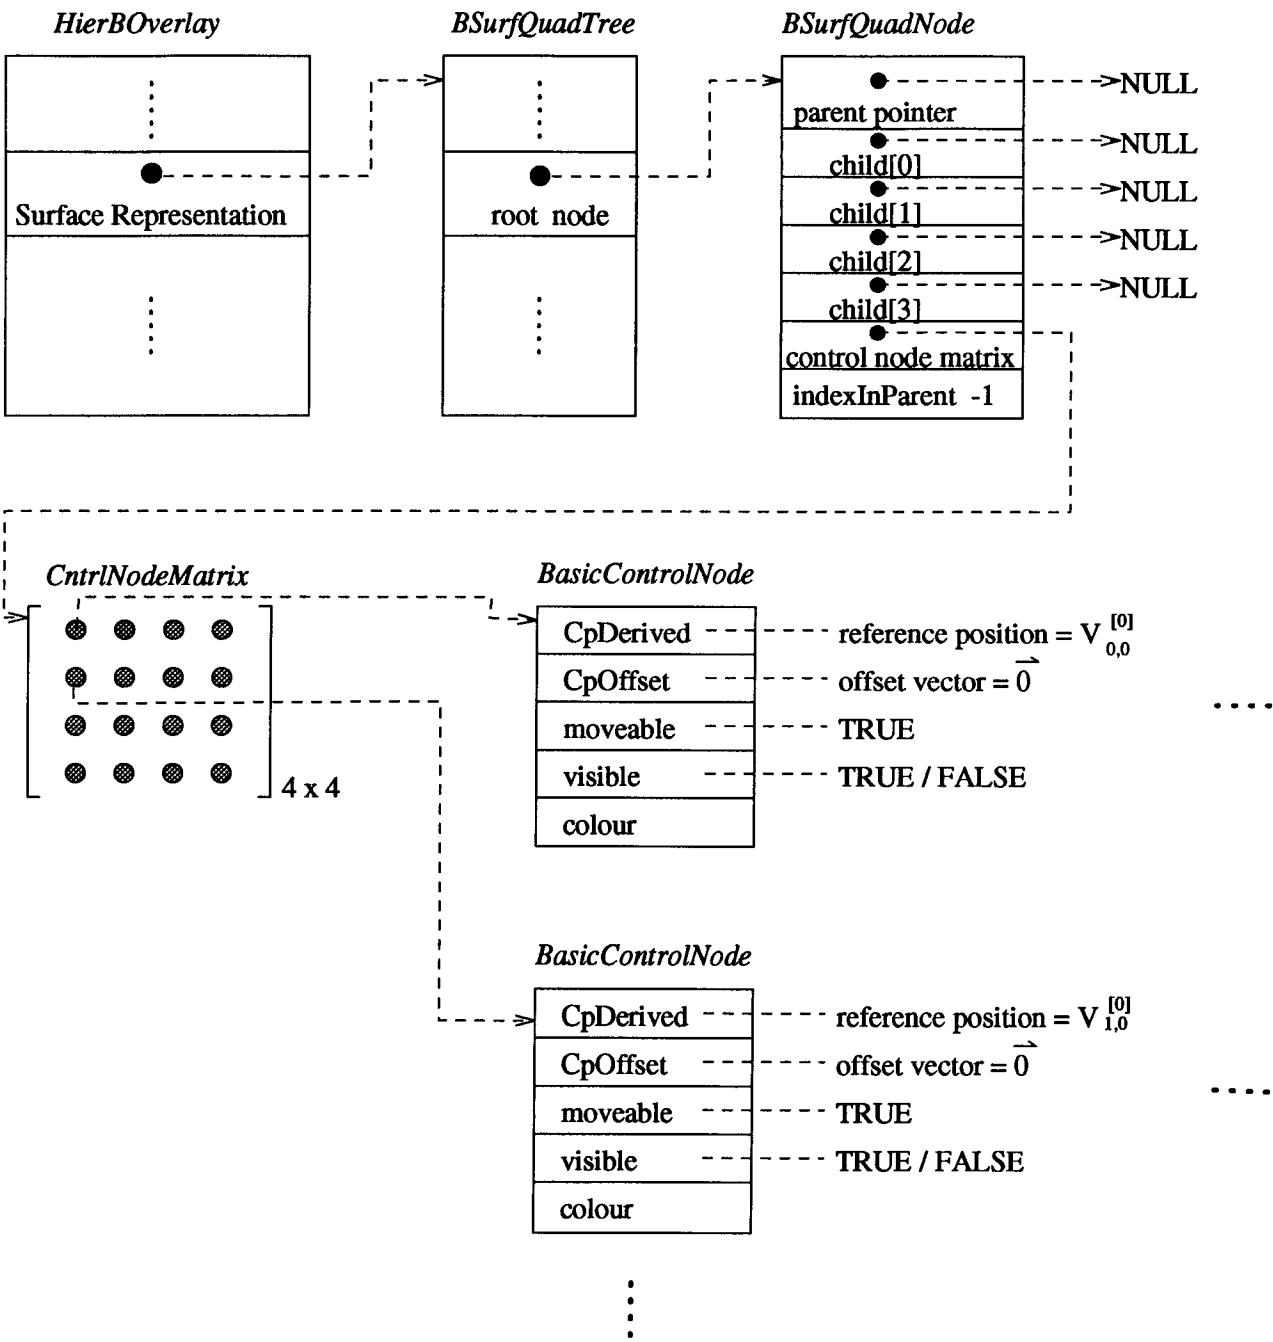 HierBOverlay
BSurfQuadTree
BSurfQuadNode
Surface Representation
root node
parent pointer
NULL
child[0]
NULL
child[1]
NULL
child[2]
NULL
child[3]
NULL
control node matrix
indexInParent -1
CntrlNodeMatrix
4 x 4
BasicControlNode
CpDerived reference position = V [0] 0,0
CpOffset offset vector = 0
moveable TRUE
visible TRUE / FALSE
colour
BasicControlNode
CpDerived reference position = V [0] 1,0
CpOffset offset vector = 0
moveable TRUE
visible TRUE / FALSE
colour